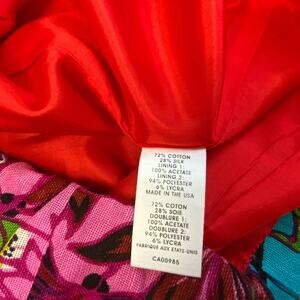 72% COTTON
28% SILK
LINING 1:
100% ACETATE
LINING 2:
94% POLYESTER
6% LYCRA
MADE IN THE USA
72% COTON
28% SOIE
DOUBLURE 1:
100% ACETATE
DOUBLURE 2:
94% POLYESTER
6% LYCRA
FABRIQUE AUX ETATS-UNIS
CA00985